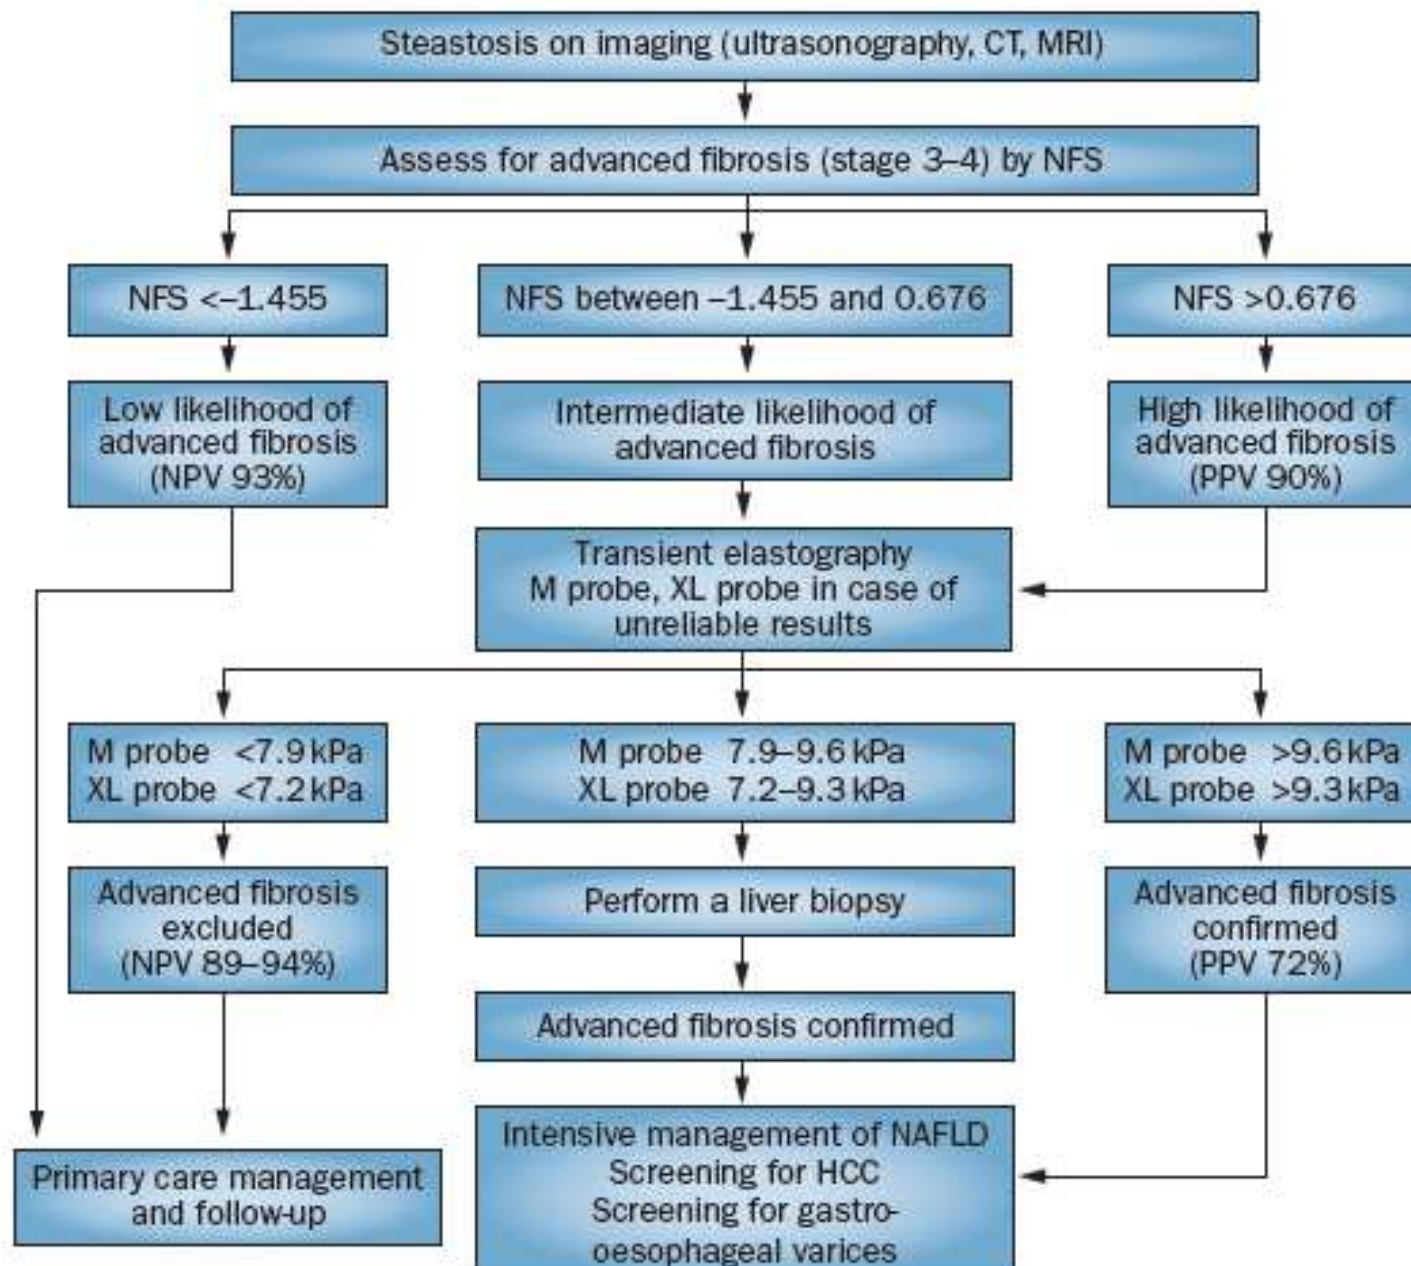 Steastosis on imaging (ultrasonography, CT, MRI)
Assess for advanced fibrosis (stage 3–4) by NFS
NFS <–1.455
NFS between –1.455 and 0.676
NFS >0.676
Low likelihood of
advanced fibrosis
(NPV 93%)
Intermediate likelihood of
advanced fibrosis
High likelihood of
advanced fibrosis
(PPV 90%)
Transient elastography
M probe, XL probe in case of
unreliable results
M probe <7.9 kPa
XL probe <7.2 kPa
M probe 7.9–9.6 kPa
XL probe 7.2–9.3 kPa
M probe >9.6 kPa
XL probe >9.3 kPa
Advanced fibrosis
excluded
(NPV 89–94%)
Perform a liver biopsy
Advanced fibrosis
confirmed
(PPV 72%)
Advanced fibrosis confirmed
Primary care management
and follow-up
Intensive management of NAFLD
Screening for HCC
Screening for gastro-
oesophageal varices